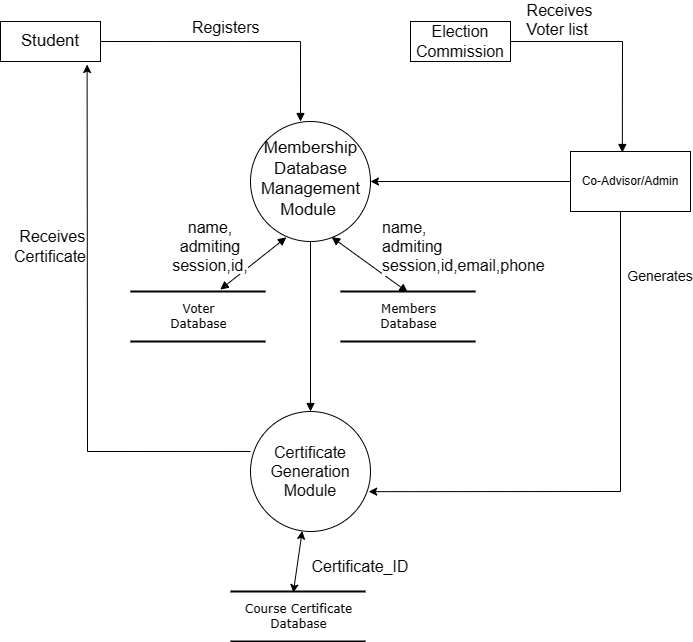 Student
Registers
Election
Commission
Receives
Voter list
Membership
Database
Management
Module
Co-Advisor/Admin
name,
admiting
session,id,
name,
admiting
session,id,email,phone
Receives
Certificate
Generates
Voter
Database
Members
Database
Certificate
Generation
Module
Certificate_ID
Course Certificate
Database